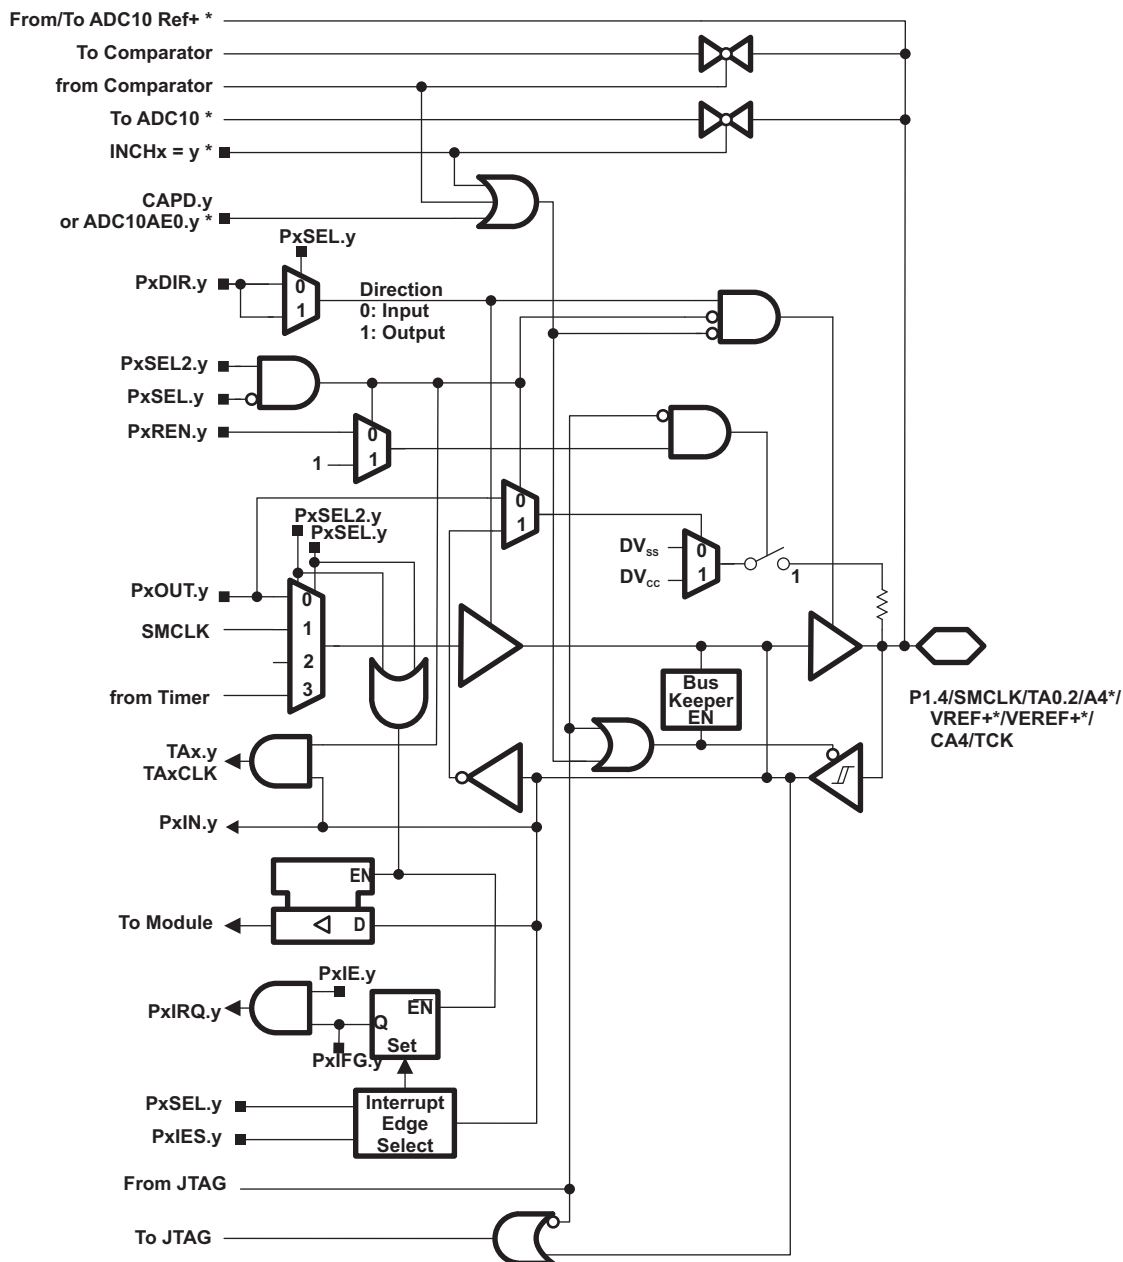 From/To ADC10 Ref+ *
To Comparator
from Comparator
To ADC10 *
INCHx = y *
CAPD.y
or ADC10AE0.y *
PxSEL.y
PxDIR.y
0
1
Direction
0: Input
1: Output
PxSEL2.y
PxSEL.y
PxREN.y
0
1
1
0
1
PxSEL2.y
PxSEL.y
DVSS
DVCC
0
1
1
PxOUT.y
SMCLK
from Timer
0
1
2
3
Bus
Keeper
EN
P1.4/SMCLK/TA0.2/A4*/
VREF+*/VEREF+*/
CA4/TCK
TAx.y
TAxCLK
PxIN.y
EN
D
To Module
PxIE.y
PxIRQ.y
EN
Q
Set
PxIFG.y
PxSEL.y
PxIES.y
Interrupt
Edge
Select
From JTAG
To JTAG